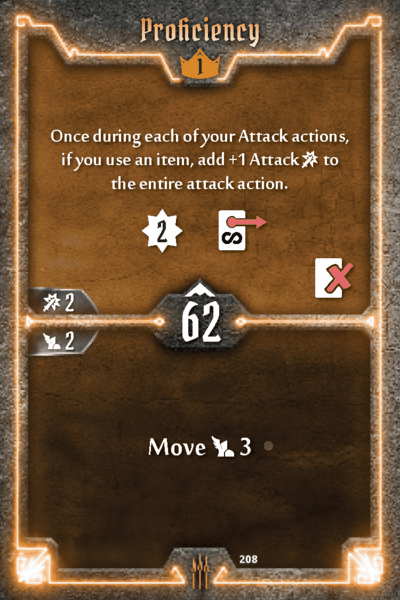 Proficiency
1
Once during each of your Attack actions,
if you use an item, add +1 Attack to
the entire attack action.
2
2
62
2
Move 3
208